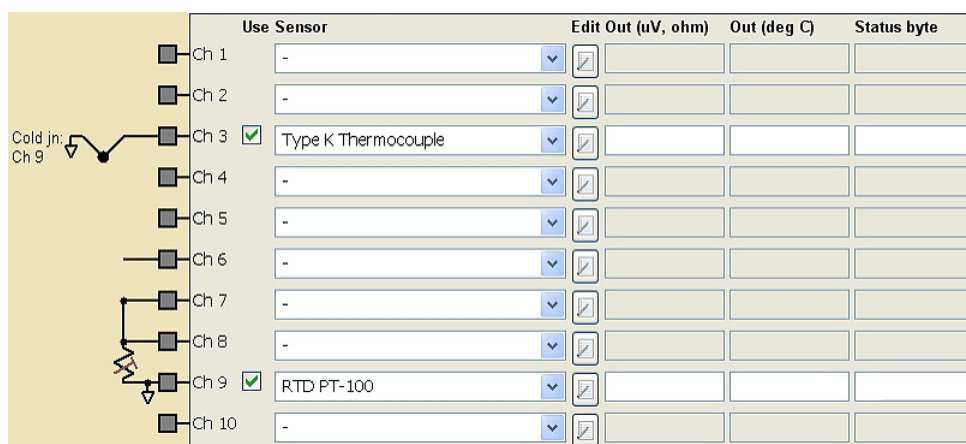 Use Sensor Edit Out (uV, ohm) Out (deg C) Status byte
Ch 1 -
Ch 2 -
Cold jn:
Ch 9
Ch 3 Type K Thermocouple
Ch 4 -
Ch 5 -
Ch 6 -
Ch 7 -
Ch 8 -
Ch 9 RTD PT-100
Ch 10 -